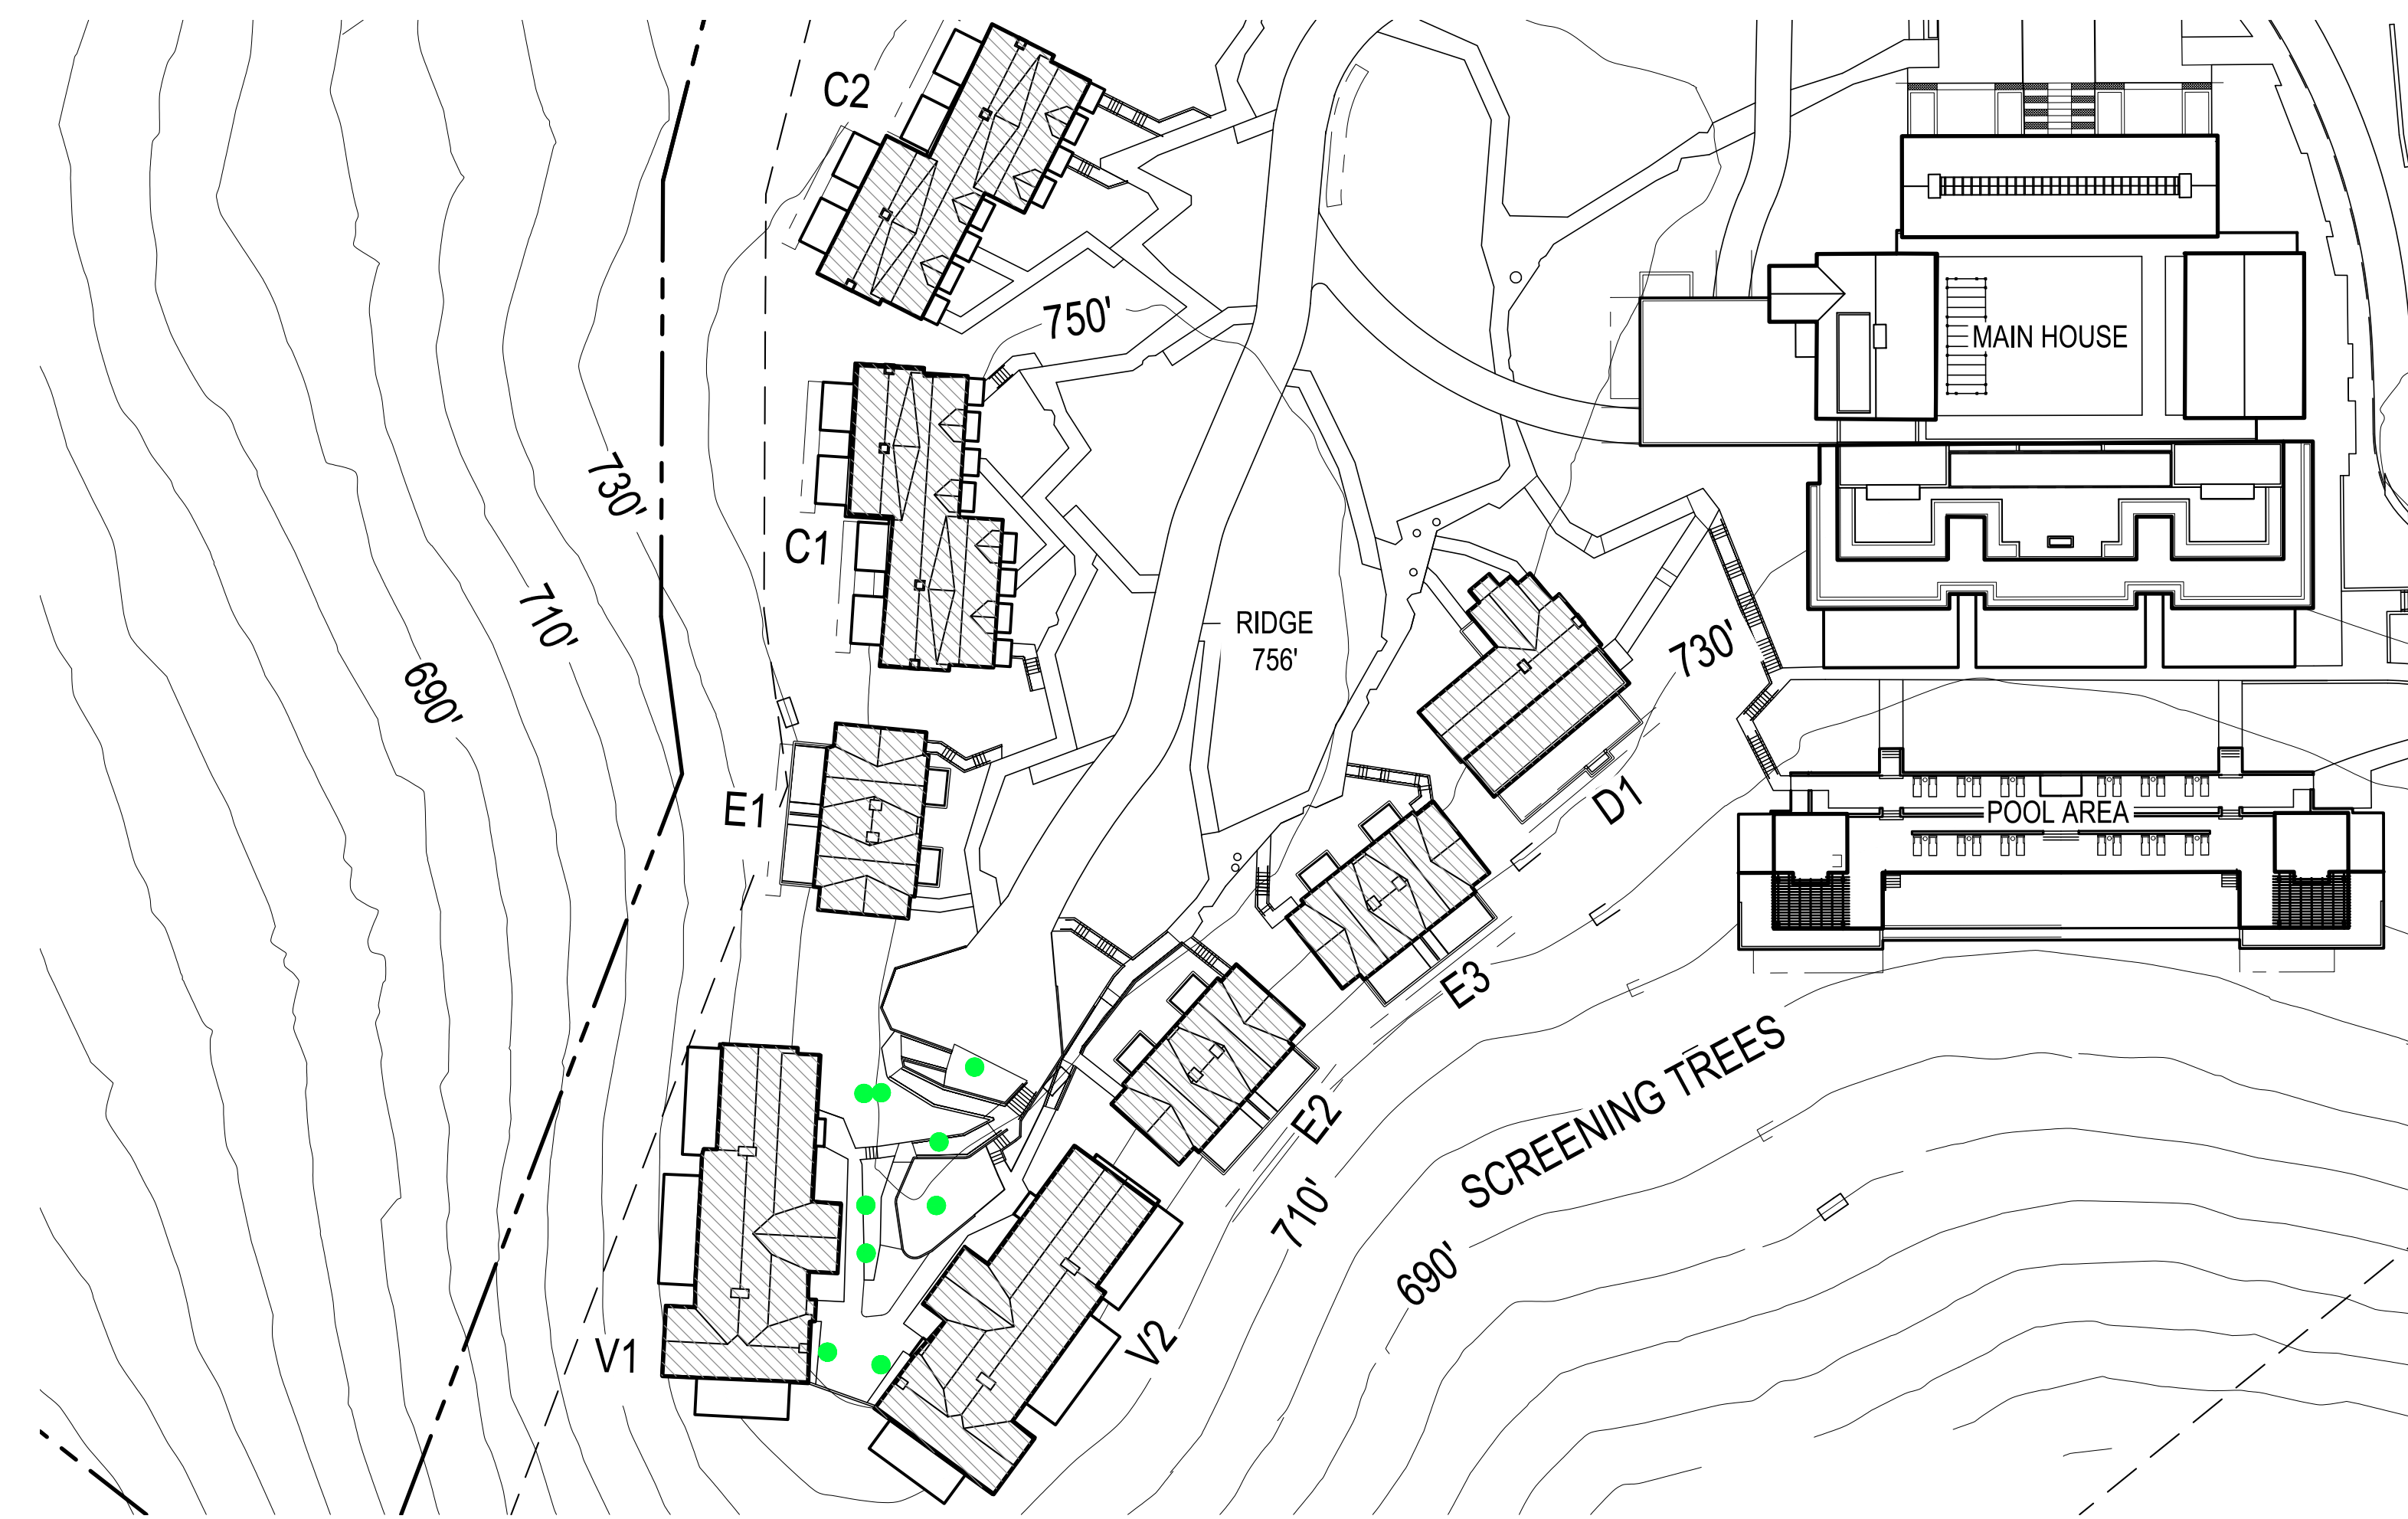 C2
750'
MAIN HOUSE
730'
C1
710'
RIDGE
756'
690'
730'
E1
D1
POOL AREA
E3
SCREENING TREES
E2
710'
690'
V1
V2